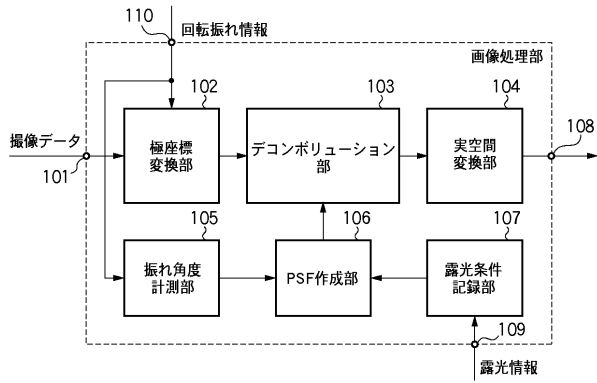 110
回転振れ情報
画像処理部
102
103
104
撮像データ
極座標
変換部
デコンボリューション
部
実空間
変換部
108
101
105
106
107
振れ角度
計測部
PSF作成部
露光条件
記録部
109
露光情報